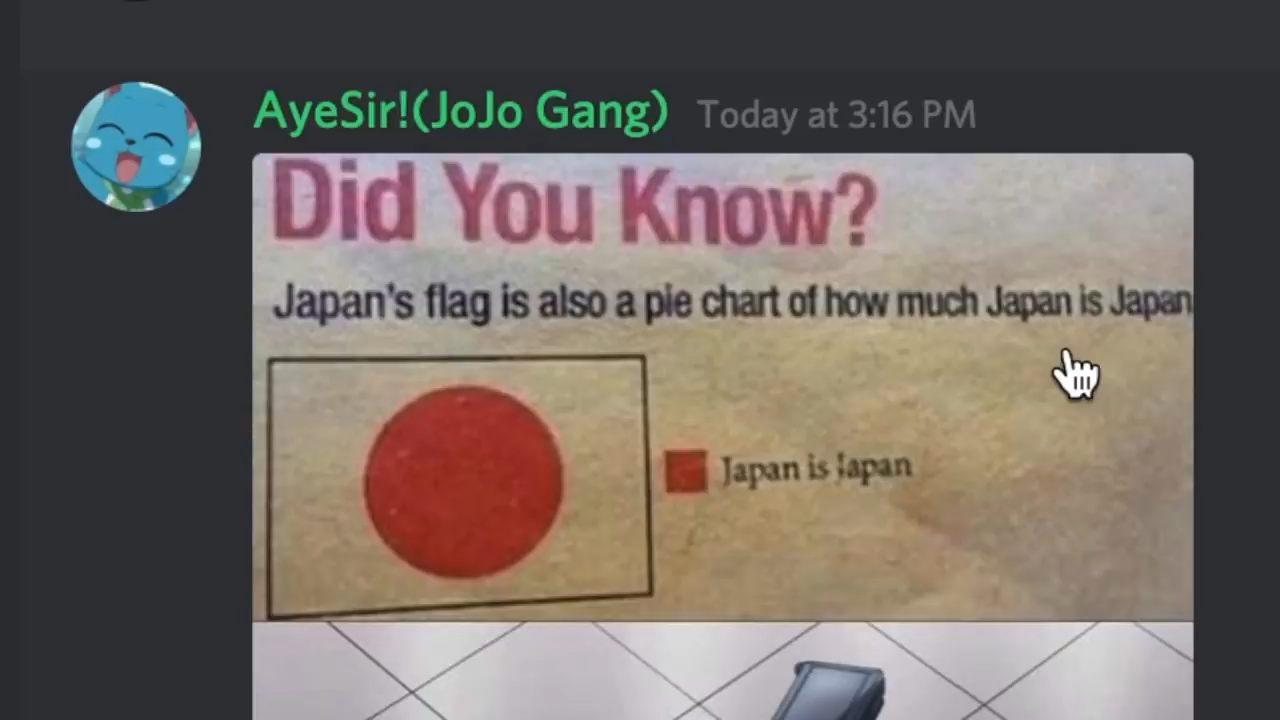 AyeSir!(JoJo Gang) Today at 3:16 PM
Did You Know?
Japan's flag is also a pie chart of how much Japan is Japan
Japan is Japan